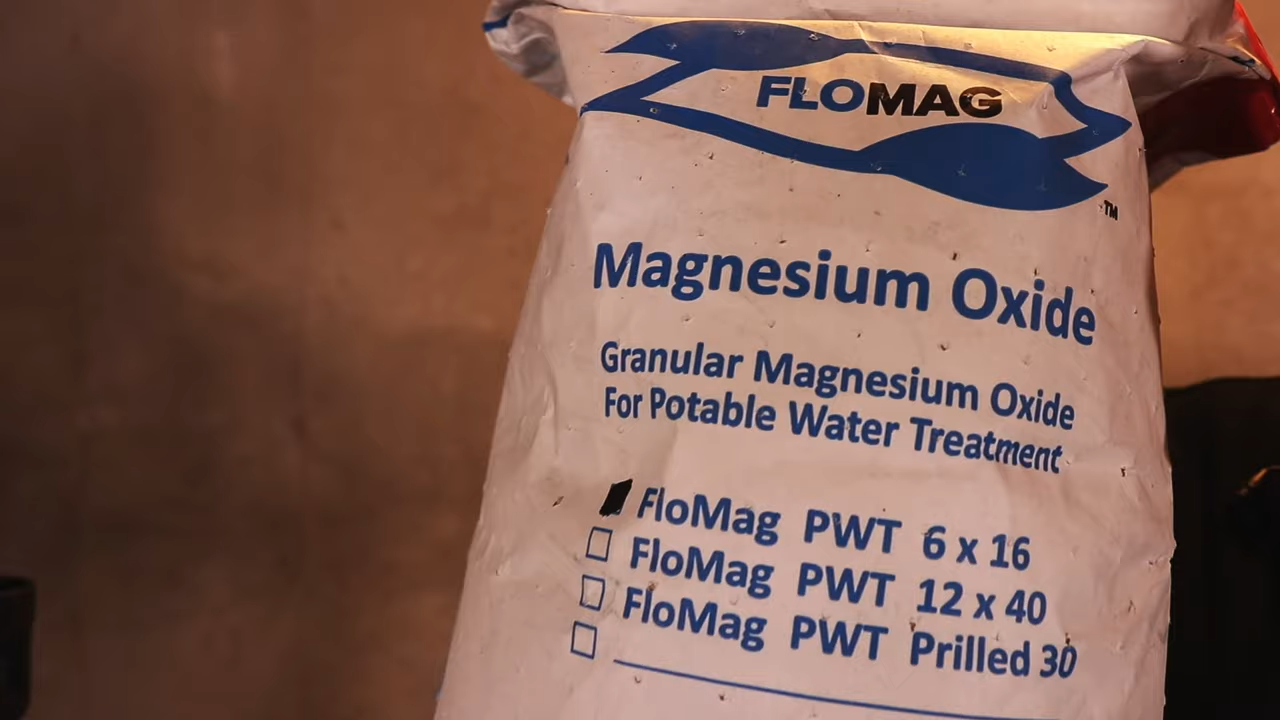 FLOMAG
TM
Magnesium Oxide
Granular Magnesium Oxide
For Potable Water Treatment
FloMag PWT 6 x 16
FloMag PWT 12 x 40
FloMag PWT Prilled 30